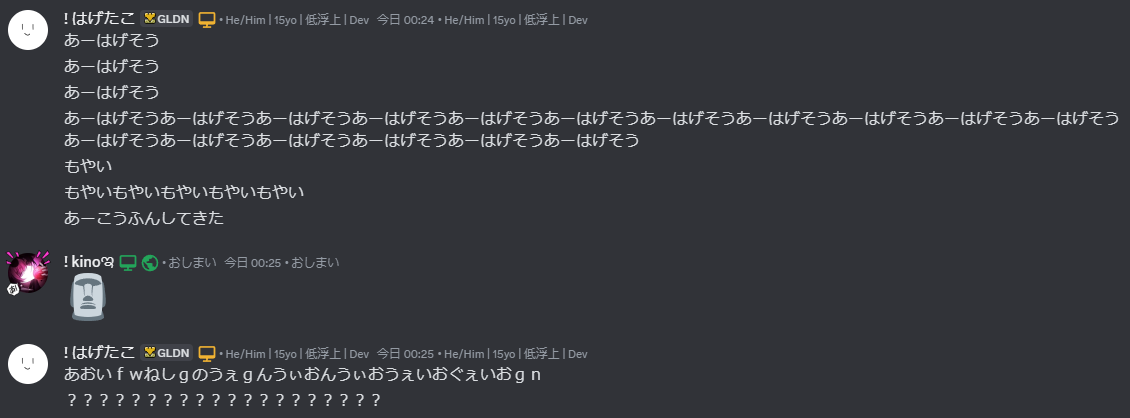 ! はげたこ GLDN • He/Him | 15yo | 低浮上 | Dev 今日 00:24 • He/Him | 15yo | 低浮上 | Dev
あーはげそう
あーはげそう
あーはげそう
あーはげそうあーはげそうあーはげそうあーはげそうあーはげそうあーはげそうあーはげそうあーはげそうあーはげそうあーはげそうあーはげそう
あーはげそうあーはげそうあーはげそうあーはげそうあーはげそうあーはげそう
もやい
もやいもやいもやいもやいもやい
あーこうふんしてきた
! kinoఇ • おしまい 今日 00:25 • おしまい
! はげたこ GLDN • He/Him | 15yo | 低浮上 | Dev 今日 00:25 • He/Him | 15yo | 低浮上 | Dev
あおいｆｗねしｇのうぇｇんうぃおんうぃおうぇいおぐぇいおｇｎ
？？？？？？？？？？？？？？？？？？？？